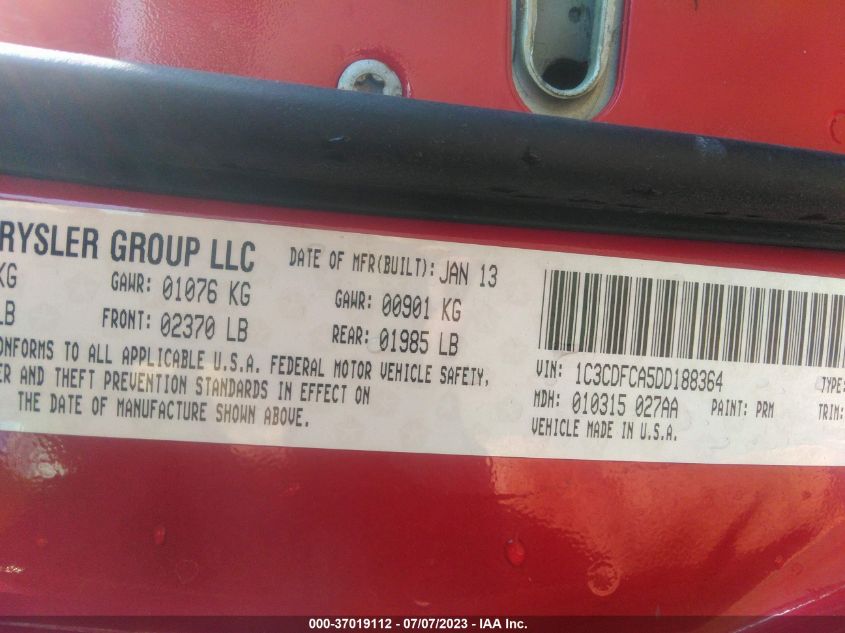 RYSLER GROUP LLC
DATE OF MFR(BUILT): JAN 13
KG GAWR: 01076 KG GAWR: 00901 KG
LB FRONT: 02370 LB REAR: 01985 LB
ONFORMS TO ALL APPLICABLE U.S.A. FEDERAL MOTOR VEHICLE SAFETY,
ER AND THEFT PREVENTION STANDARDS IN EFFECT ON
THE DATE OF MANUFACTURE SHOWN ABOVE.
VIN: 1C3CDFCA5DD188364 TYPE:
MDH: 010315 027AA PAINT: PRM TRIM:
VEHICLE MADE IN U.S.A.
000-37019112 - 07/07/2023 - IAA Inc.